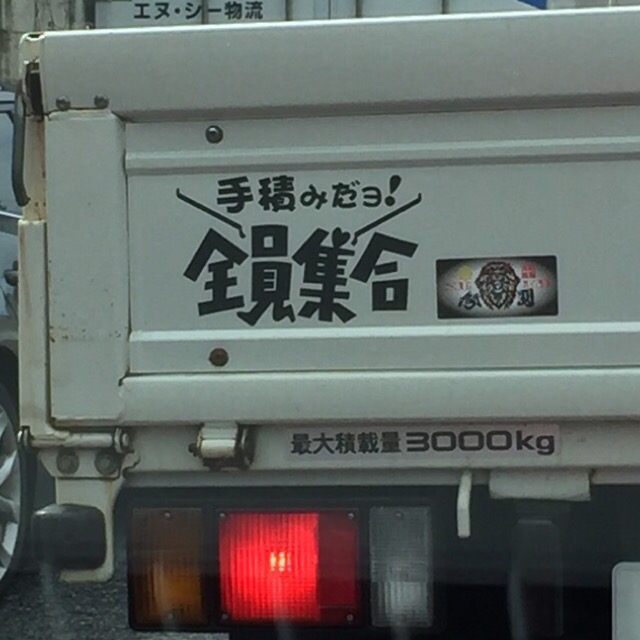 エヌ・シー物流
手積みだョ!
全員集合
最大積載量3000kg